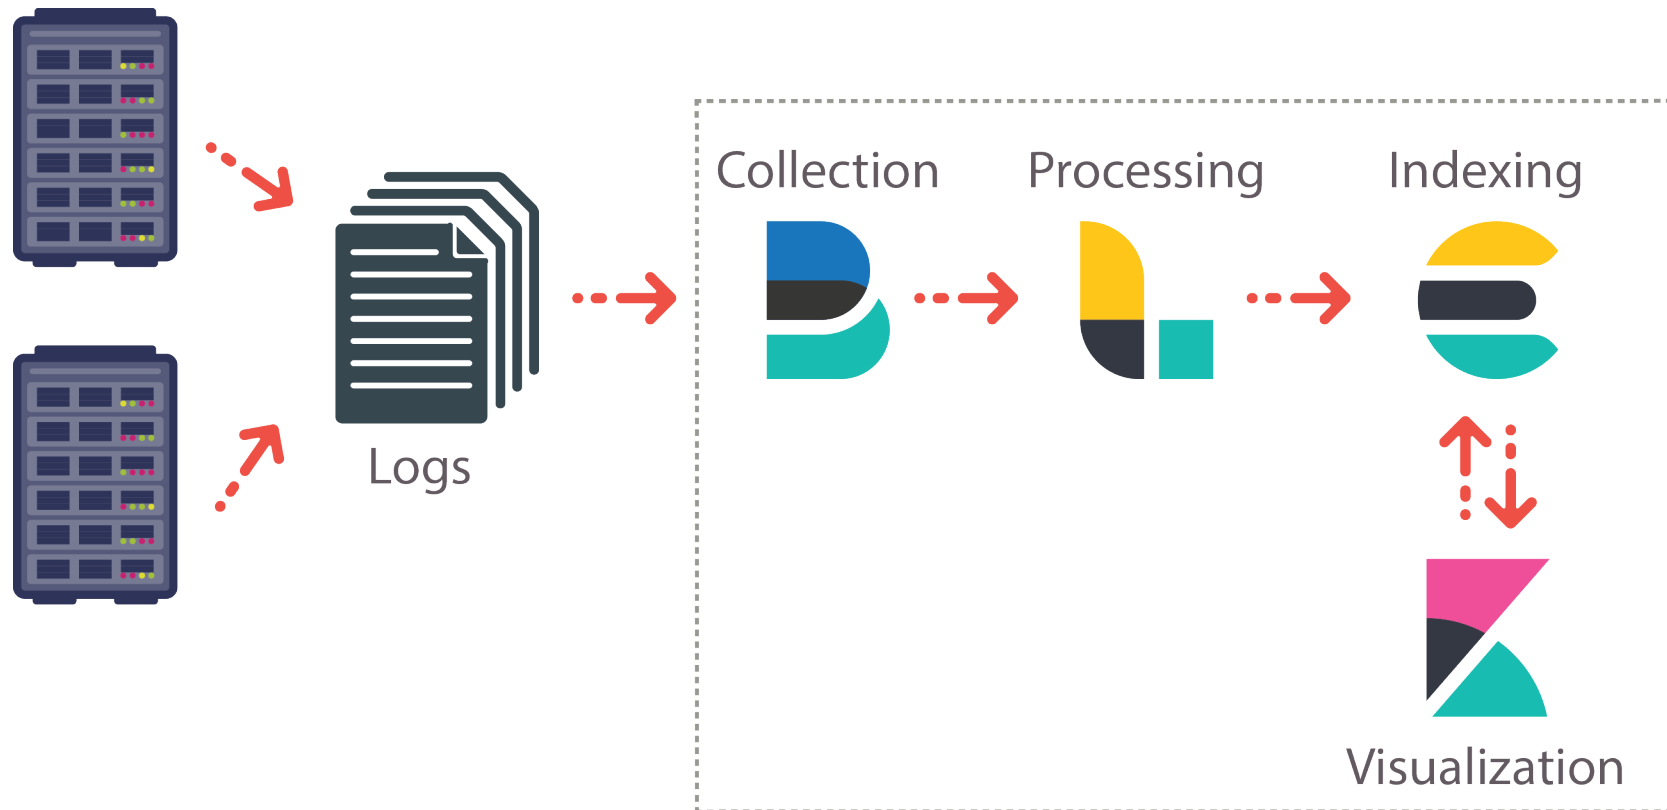 Collection
Processing
Indexing
Logs
Visualization